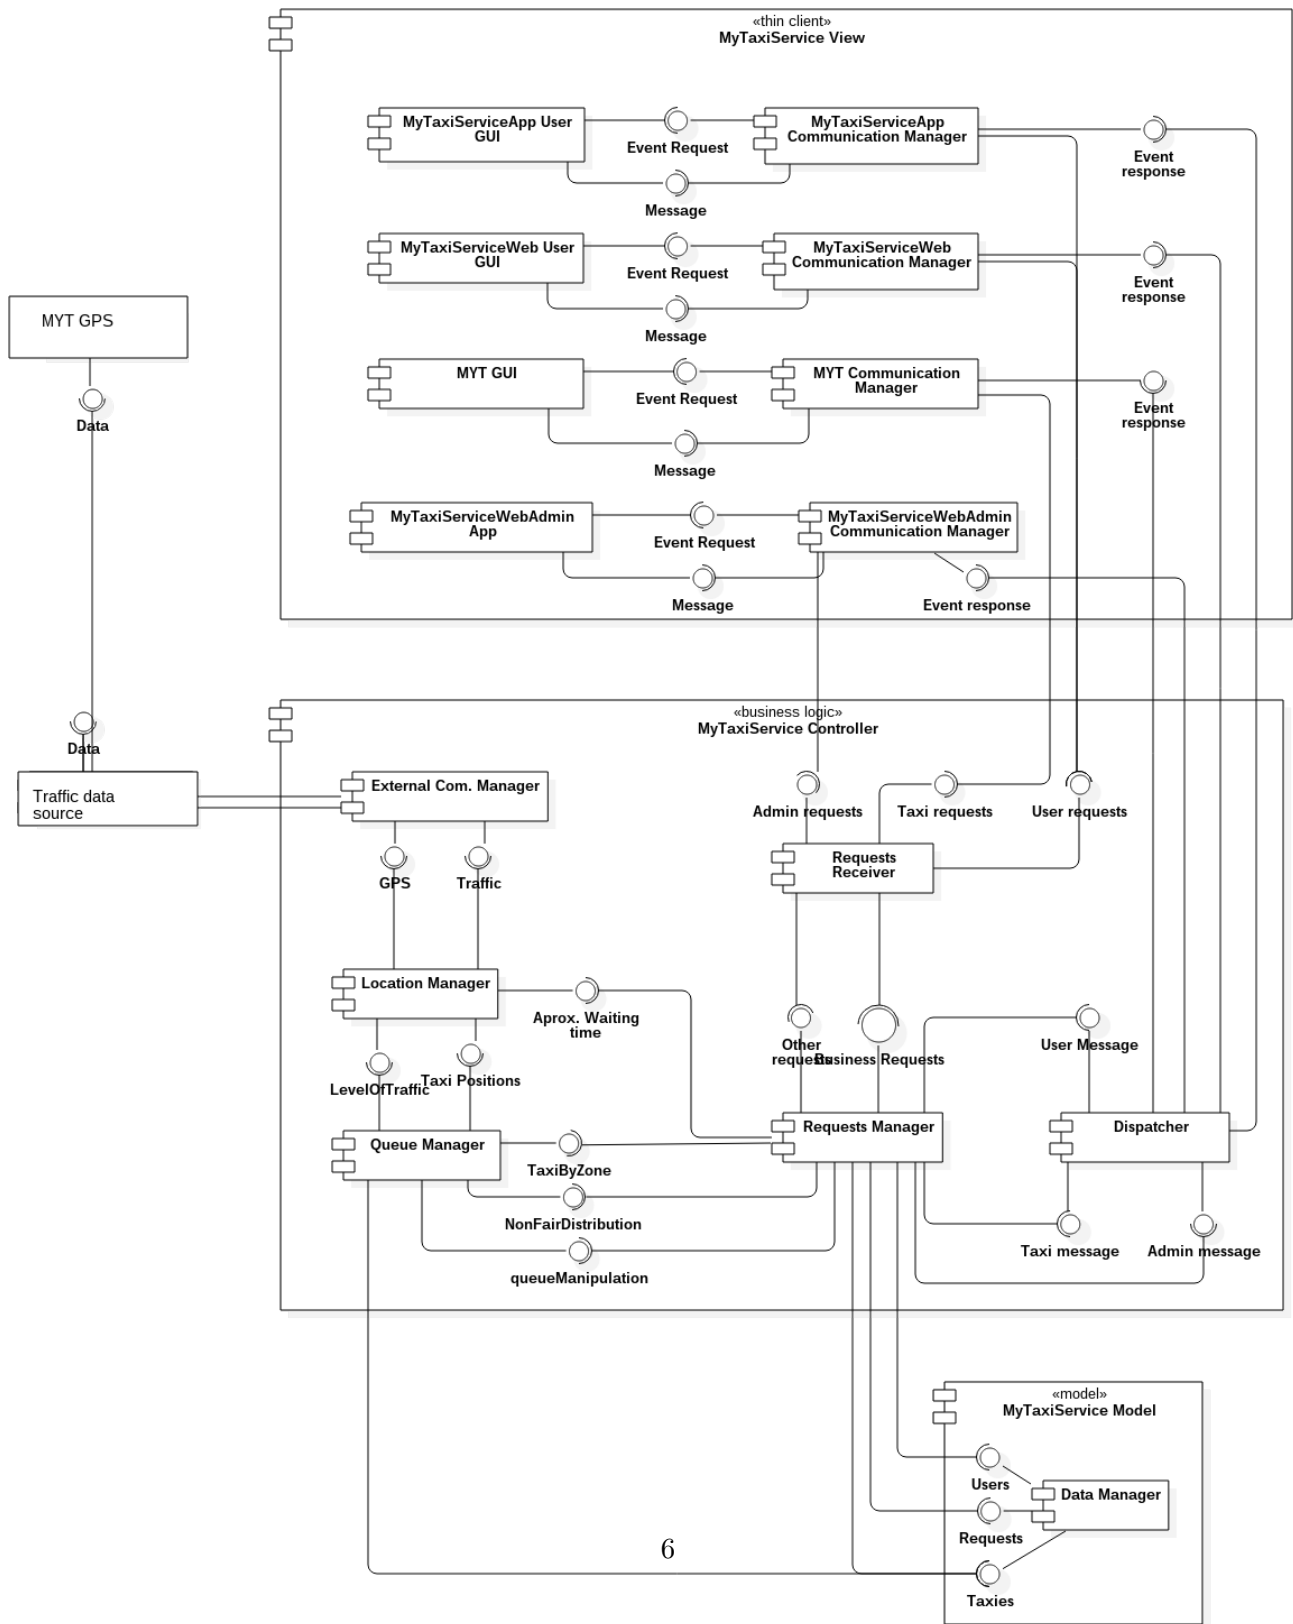 «thin client»
MyTaxiService View
MyTaxiServiceApp User
GUI
Event Request
MyTaxiServiceApp
Communication Manager
Event
response
Message
MyTaxiServiceWeb User
GUI
Event Request
MyTaxiServiceWeb
Communication Manager
Event
response
Message
MYT GPS
Data
MYT GUI
Event Request
MYT Communication
Manager
Event
response
Message
MyTaxiServiceWebAdmin
App
Event Request
MyTaxiServiceWebAdmin
Communication Manager
Message
Event response
«business logic»
MyTaxiService Controller
Data
Traffic data
source
External Com. Manager
Admin requests
Taxi requests
User requests
GPS
Traffic
Requests
Receiver
Location Manager
Aprox. Waiting
time
Other
requests
Business Requests
User Message
LevelOfTraffic
Taxi Positions
Queue Manager
TaxiByZone
Requests Manager
Dispatcher
NonFairDistribution
queueManipulation
Taxi message
Admin message
«model»
MyTaxiService Model
Users
Data Manager
Requests
Taxies
6